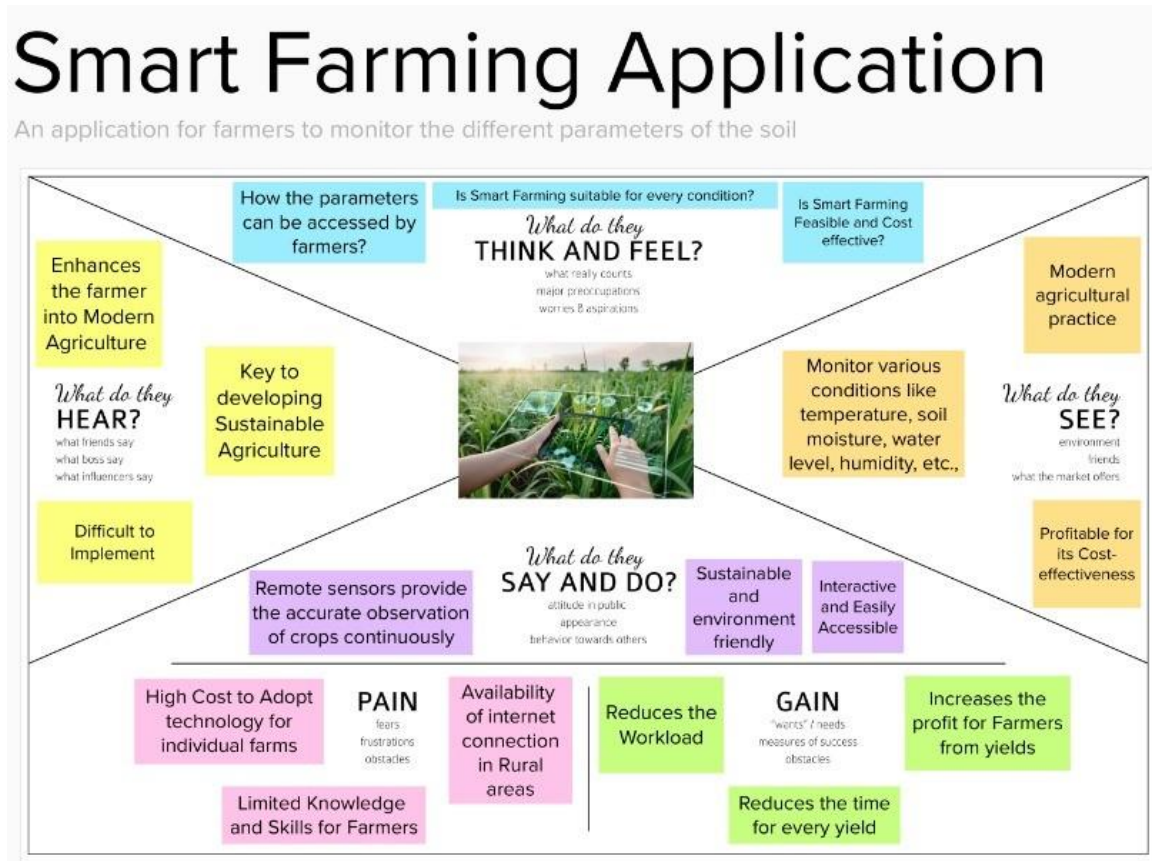 Smart Farming Application
An application for farmers to monitor the different parameters of the soil
How the parameters
can be accessed by
farmers?
Is Smart Farming suitable for every condition?
Is Smart Farming
Feasible and Cost
effective?
What do they
THINK AND FEEL?
what really counts
major preoccupations
worries & aspirations
Enhances
the farmer
into Modern
Agriculture
Key to
developing
Sustainable
Agriculture
What do they
HEAR?
what friends say
what boss say
what influencers say
Difficult to
Implement
Modern
agricultural
practice
Monitor various
conditions like
temperature, soil
moisture, water
level, humidity, etc.,
What do they
SEE?
environment
friends
what the market offers
Profitable for
its Cost-
effectiveness
What do they
SAY AND DO?
attitude in public
appearance
behavior towards others
Remote sensors provide
the accurate observation
of crops continuously
Sustainable
and
environment
friendly
Interactive
and Easily
Accessible
High Cost to Adopt
technology for
individual farms
PAIN
fears
frustrations
obstacles
Availability
of internet
connection
in Rural
areas
Limited Knowledge
and Skills for Farmers
Reduces the
Workload
GAIN
"wants" / needs
measures of success
obstacles
Increases the
profit for Farmers
from yields
Reduces the time
for every yield